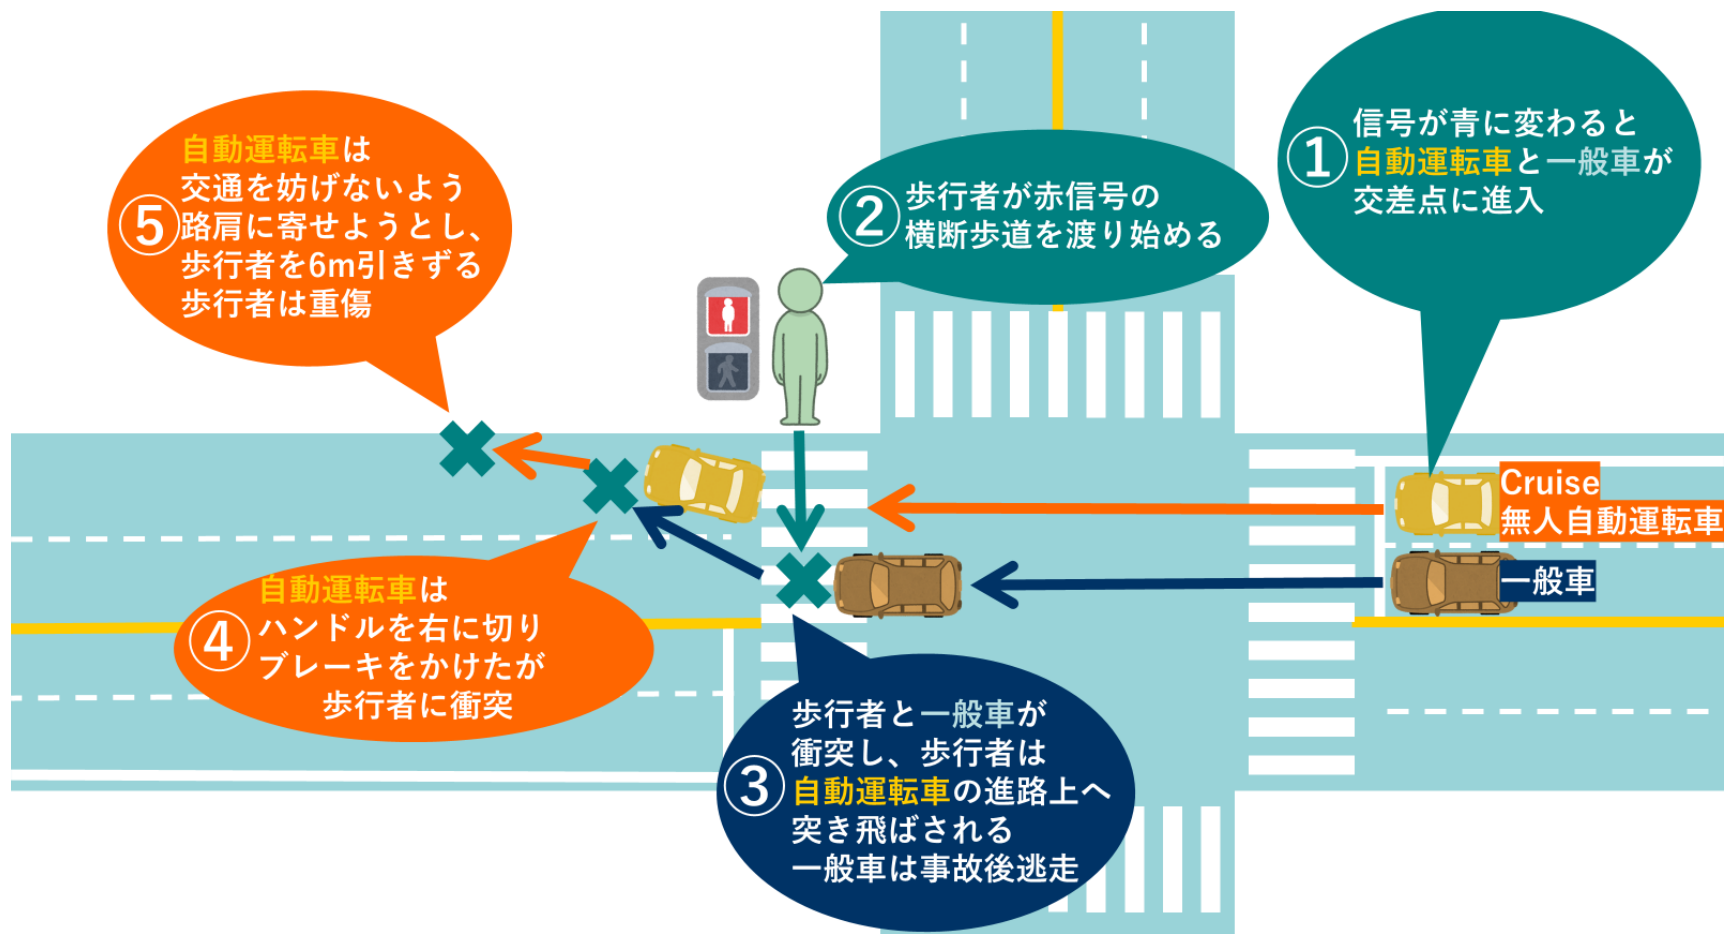 ①
信号が青に変わると
自動運転車と一般車が
交差点に進入
②
歩行者が赤信号の
横断歩道を渡り始める
③
歩行者と一般車が
衝突し、歩行者は
自動運転車の進路上へ
突き飛ばされる
一般車は事故後逃走
④
自動運転車は
ハンドルを右に切り
ブレーキをかけたが
歩行者に衝突
⑤
自動運転車は
交通を妨げないよう
路肩に寄せようとし、
歩行者を6m引きずる
歩行者は重傷
Cruise
無人自動運転車
一般車